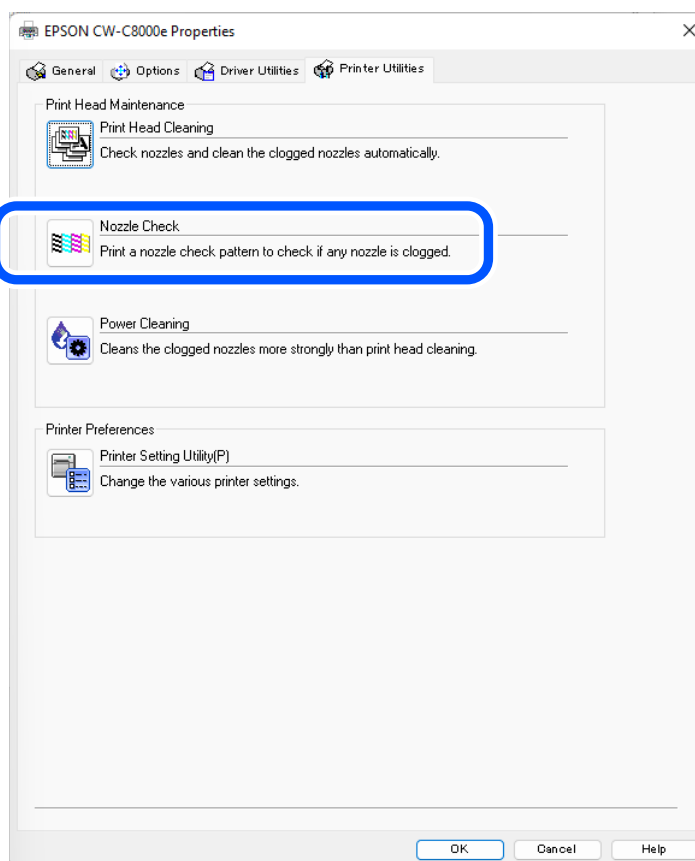 EPSON CW-C8000e Properties
General Options Driver Utilities Printer Utilities
Print Head Maintenance
Print Head Cleaning
Check nozzles and clean the clogged nozzles automatically.
Nozzle Check
Print a nozzle check pattern to check if any nozzle is clogged.
Power Cleaning
Cleans the clogged nozzles more strongly than print head cleaning.
Printer Preferences
Printer Setting Utility(P)
Change the various printer settings.
OK Cancel Help